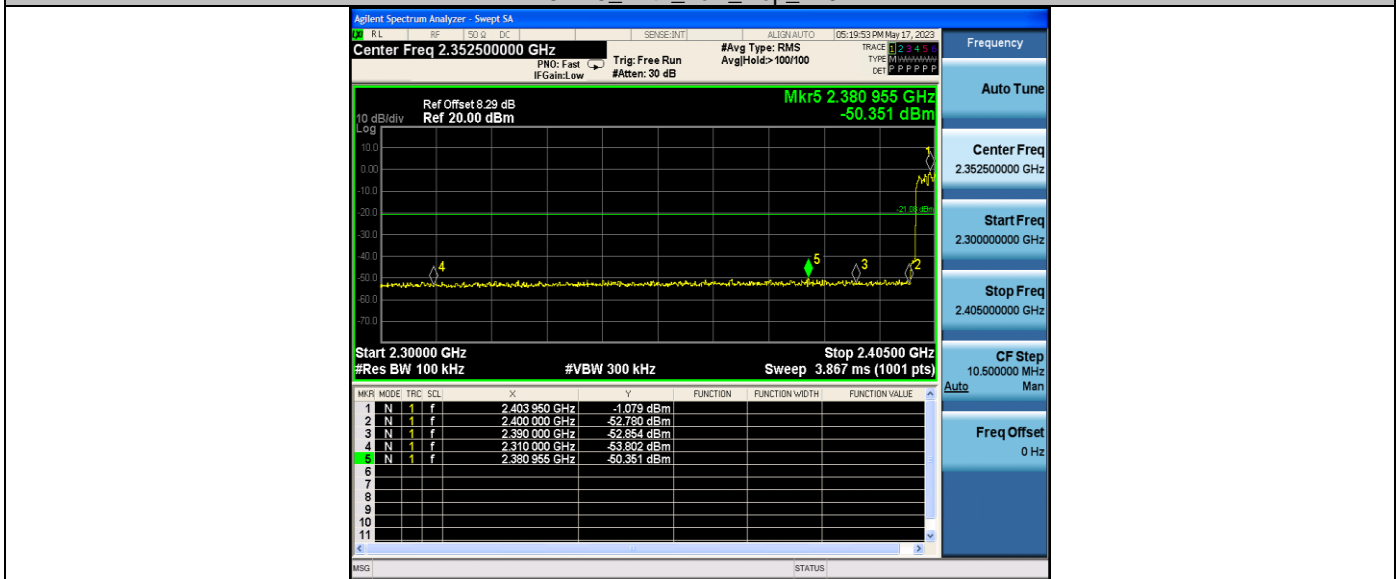 Agilent Spectrum Analyzer - Swept SA
RL RF 50 Ω DC SENSE:INT ALIGN AUTO 05:19:53 PM May 17, 2023
Center Freq 2.352500000 GHz
PNO: Fast
IFGain:Low
Trig: Free Run
#Atten: 30 dB
#Avg Type: RMS
Avg|Hold:>100/100
TRACE 1 2 3 4 5 6
TYPE M
DET P P P P P P
Frequency
Mkr5 2.380 955 GHz
-50.351 dBm
Ref Offset 8.29 dB
10 dB/div Ref 20.00 dBm
Log
10.0
0.00
-10.0
-20.0
-30.0
-40.0
-50.0
-60.0
-70.0
1
-21.08 dBm
4
5
3
2
Start 2.30000 GHz Stop 2.40500 GHz
#Res BW 100 kHz #VBW 300 kHz Sweep 3.867 ms (1001 pts)
MKR MODE TRC SCL X Y FUNCTION FUNCTION WIDTH FUNCTION VALUE
1 N 1 f 2.403 950 GHz -1.079 dBm
2 N 1 f 2.400 000 GHz -52.780 dBm
3 N 1 f 2.390 000 GHz -52.854 dBm
4 N 1 f 2.310 000 GHz -53.802 dBm
5 N 1 f 2.380 955 GHz -50.351 dBm
6
7
8
9
10
11
MSG STATUS
Auto Tune
Center Freq
2.352500000 GHz
Start Freq
2.300000000 GHz
Stop Freq
2.405000000 GHz
CF Step
10.500000 MHz
Auto Man
Freq Offset
0 Hz